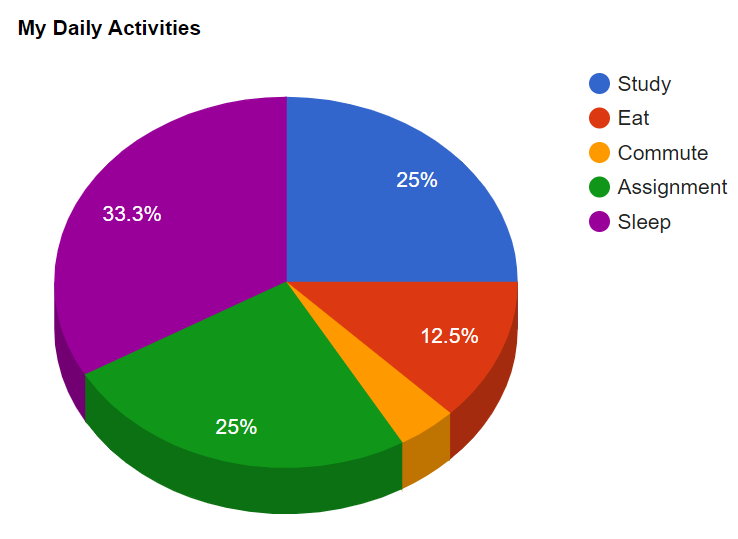 My Daily Activities
Study
Eat
Commute
Assignment
Sleep
25%
33.3%
12.5%
25%